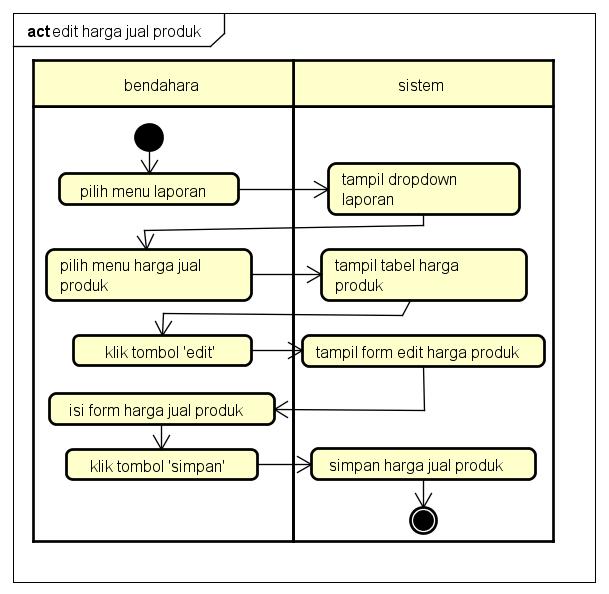 act edit harga jual produk
bendahara
sistem
pilih menu laporan
tampil dropdown
laporan
pilih menu harga jual
produk
tampil tabel harga
produk
klik tombol 'edit'
tampil form edit harga produk
isi form harga jual produk
klik tombol 'simpan'
simpan harga jual produk